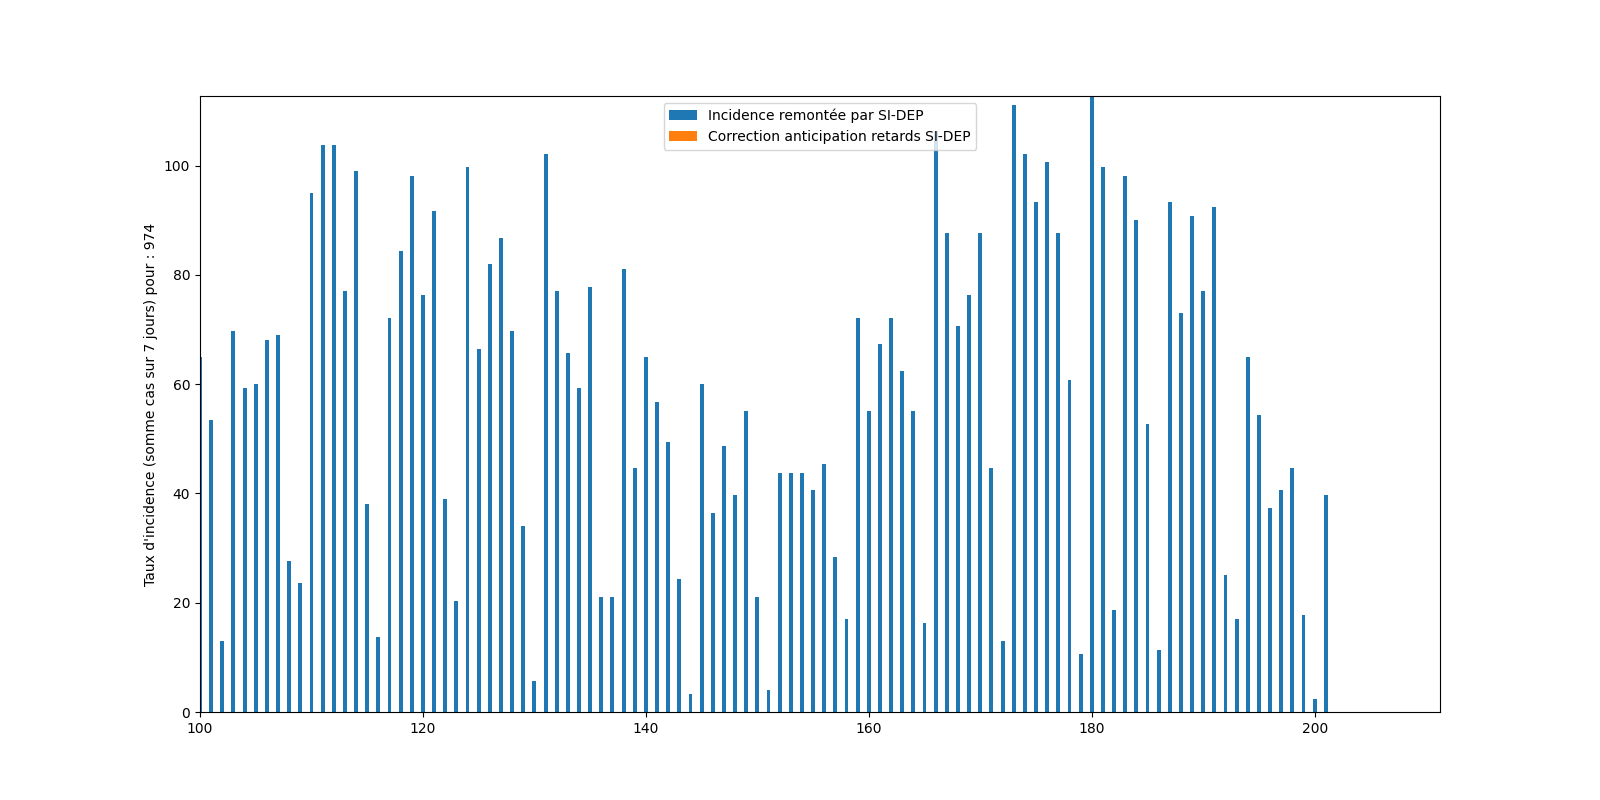 Incidence remontée par SI-DEP
Correction anticipation retards SI-DEP
Taux d'incidence (somme cas sur 7 jours) pour : 974
100
80
60
40
20
0
100 120 140 160 180 200